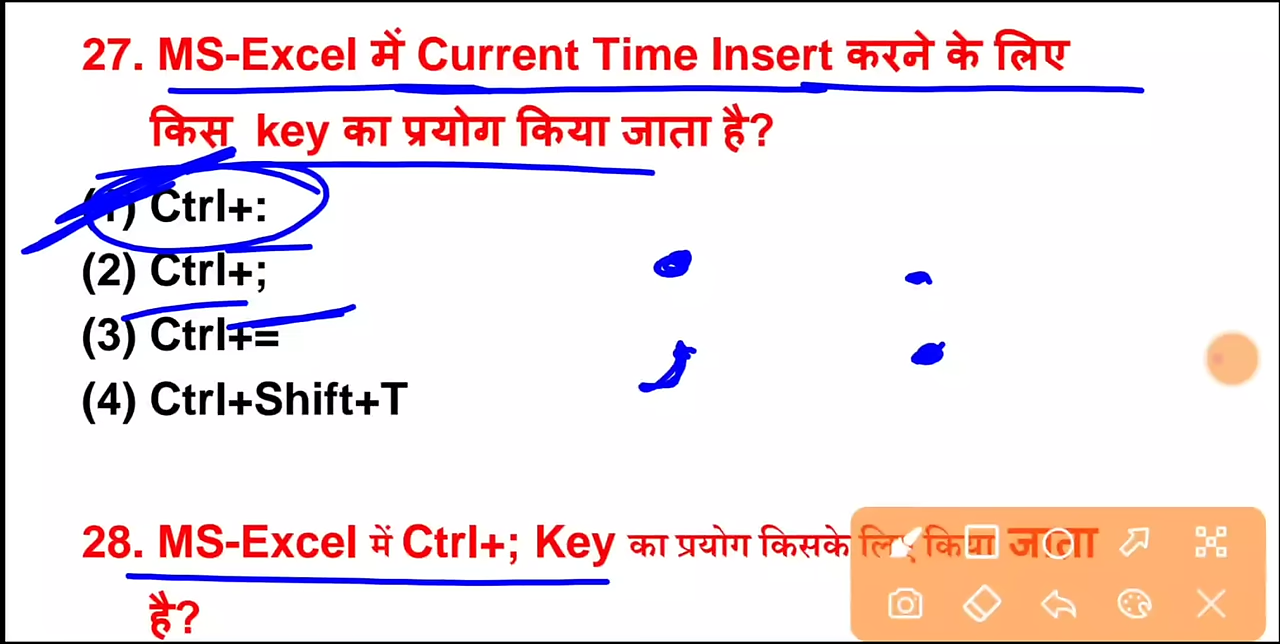 27. MS-Excel में Current Time Insert करने के लिए
किस key का प्रयोग किया जाता है?
(1) Ctrl+:
(2) Ctrl+;
(3) Ctrl+=
(4) Ctrl+Shift+T
28. MS-Excel में Ctrl+; Key का प्रयोग किसके लिए किया जाता
है?